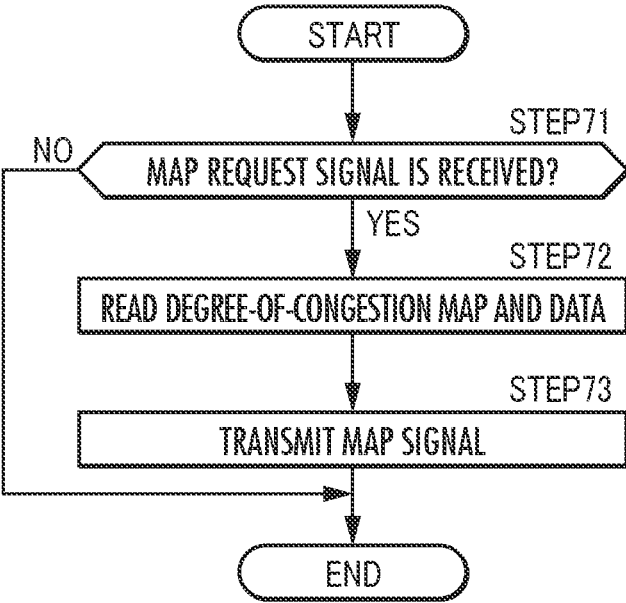 START
STEP71
NO
MAP REQUEST SIGNAL IS RECEIVED?
YES
STEP72
READ DEGREE-OF-CONGESTION MAP AND DATA
STEP73
TRANSMIT MAP SIGNAL
END